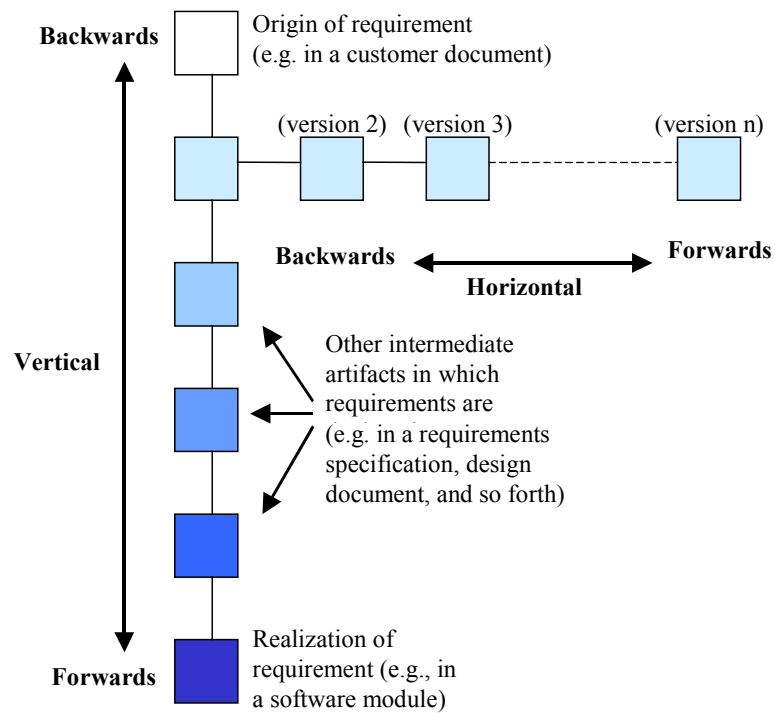 Backwards
Origin of requirement
(e.g. in a customer document)
(version 2)
(version 3)
(version n)
Backwards
Forwards
Horizontal
Vertical
Other intermediate
artifacts in which
requirements are
(e.g. in a requirements
specification, design
document, and so forth)
Forwards
Realization of
requirement (e.g., in
a software module)